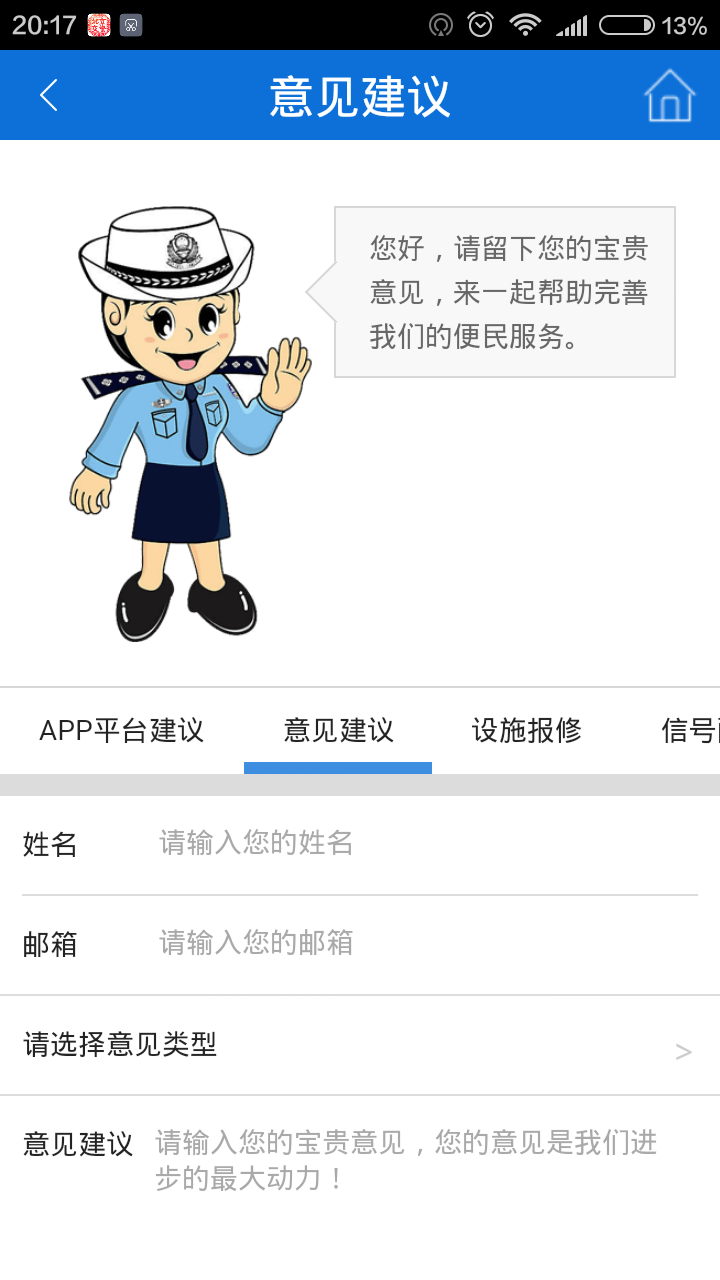 20:17
13%
意见建议
您好，请留下您的宝贵
意见，来一起帮助完善
我们的便民服务。
APP平台建议
意见建议
设施报修
信号
姓名
请输入您的姓名
邮箱
请输入您的邮箱
请选择意见类型
>
意见建议
请输入您的宝贵意见，您的意见是我们进
步的最大动力！